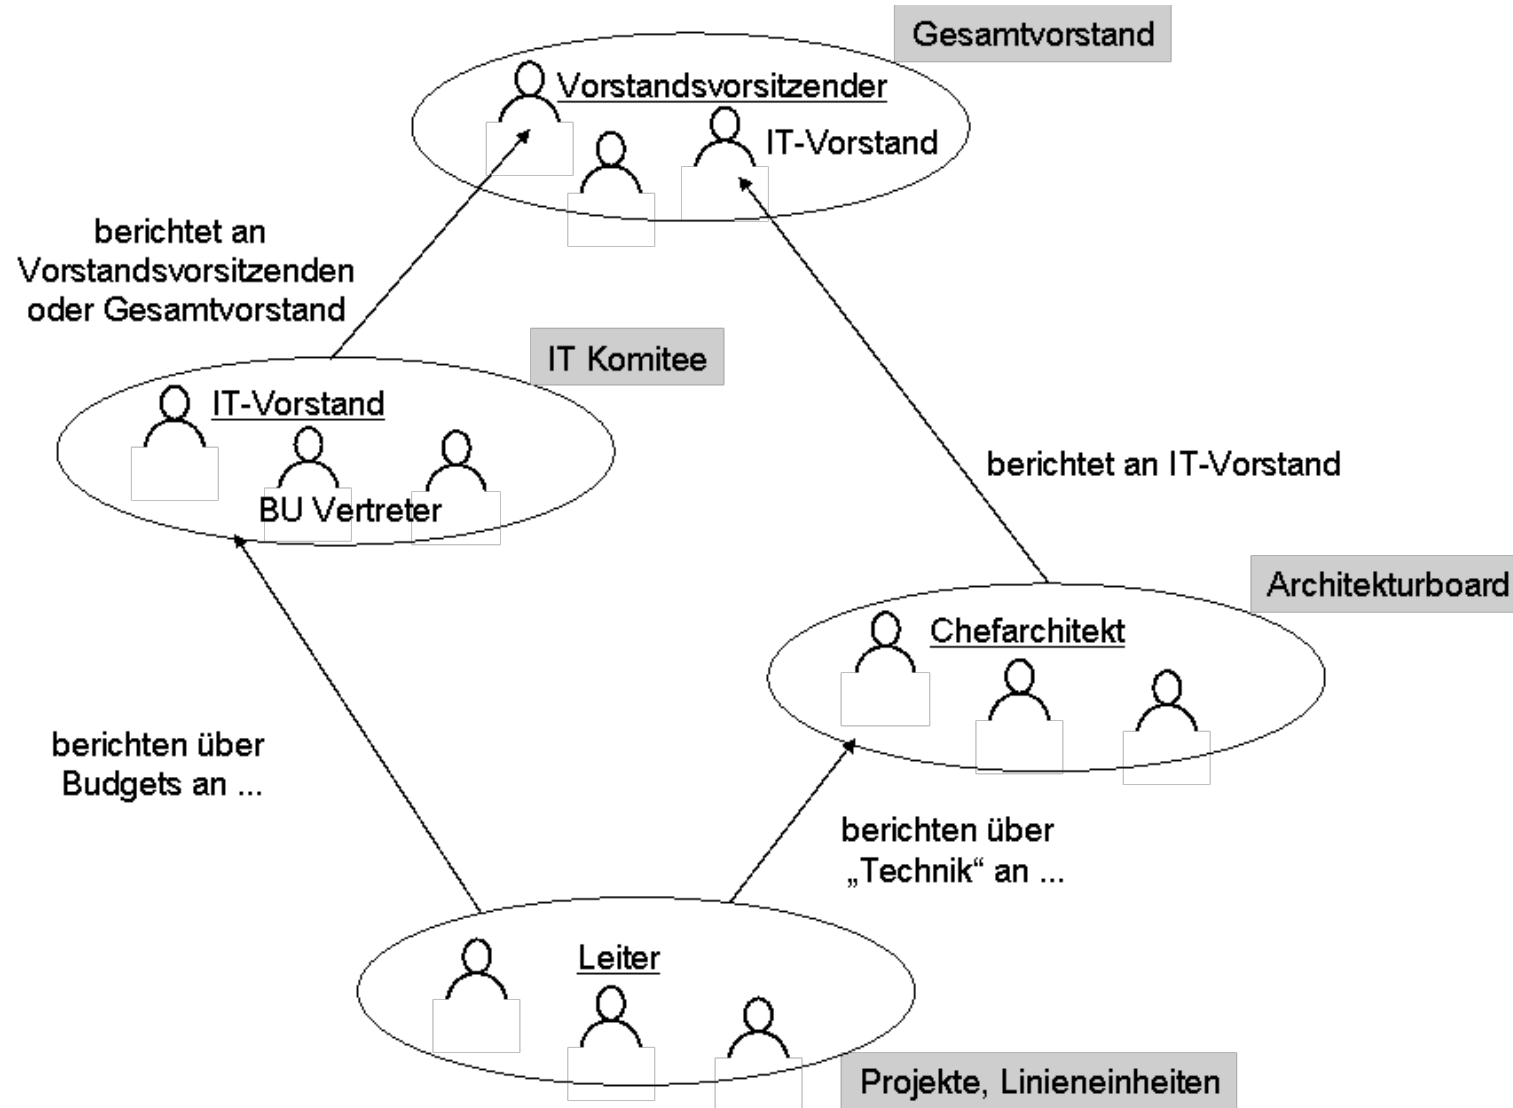 Gesamtvorstand
Vorstandsvorsitzender
IT-Vorstand
berichtet an
Vorstandsvorsitzenden
oder Gesamtvorstand
IT Komitee
IT-Vorstand
BU Vertreter
berichtet an IT-Vorstand
Architekturboard
Chefarchitekt
berichten über
Budgets an ...
berichten über
„Technik“ an ...
Leiter
Projekte, Linieneinheiten